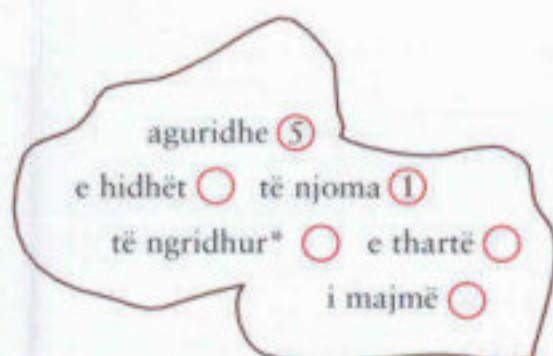 aguridhe 5
e hidhët të njoma 1
të ngridhur* e thartë
i majmë